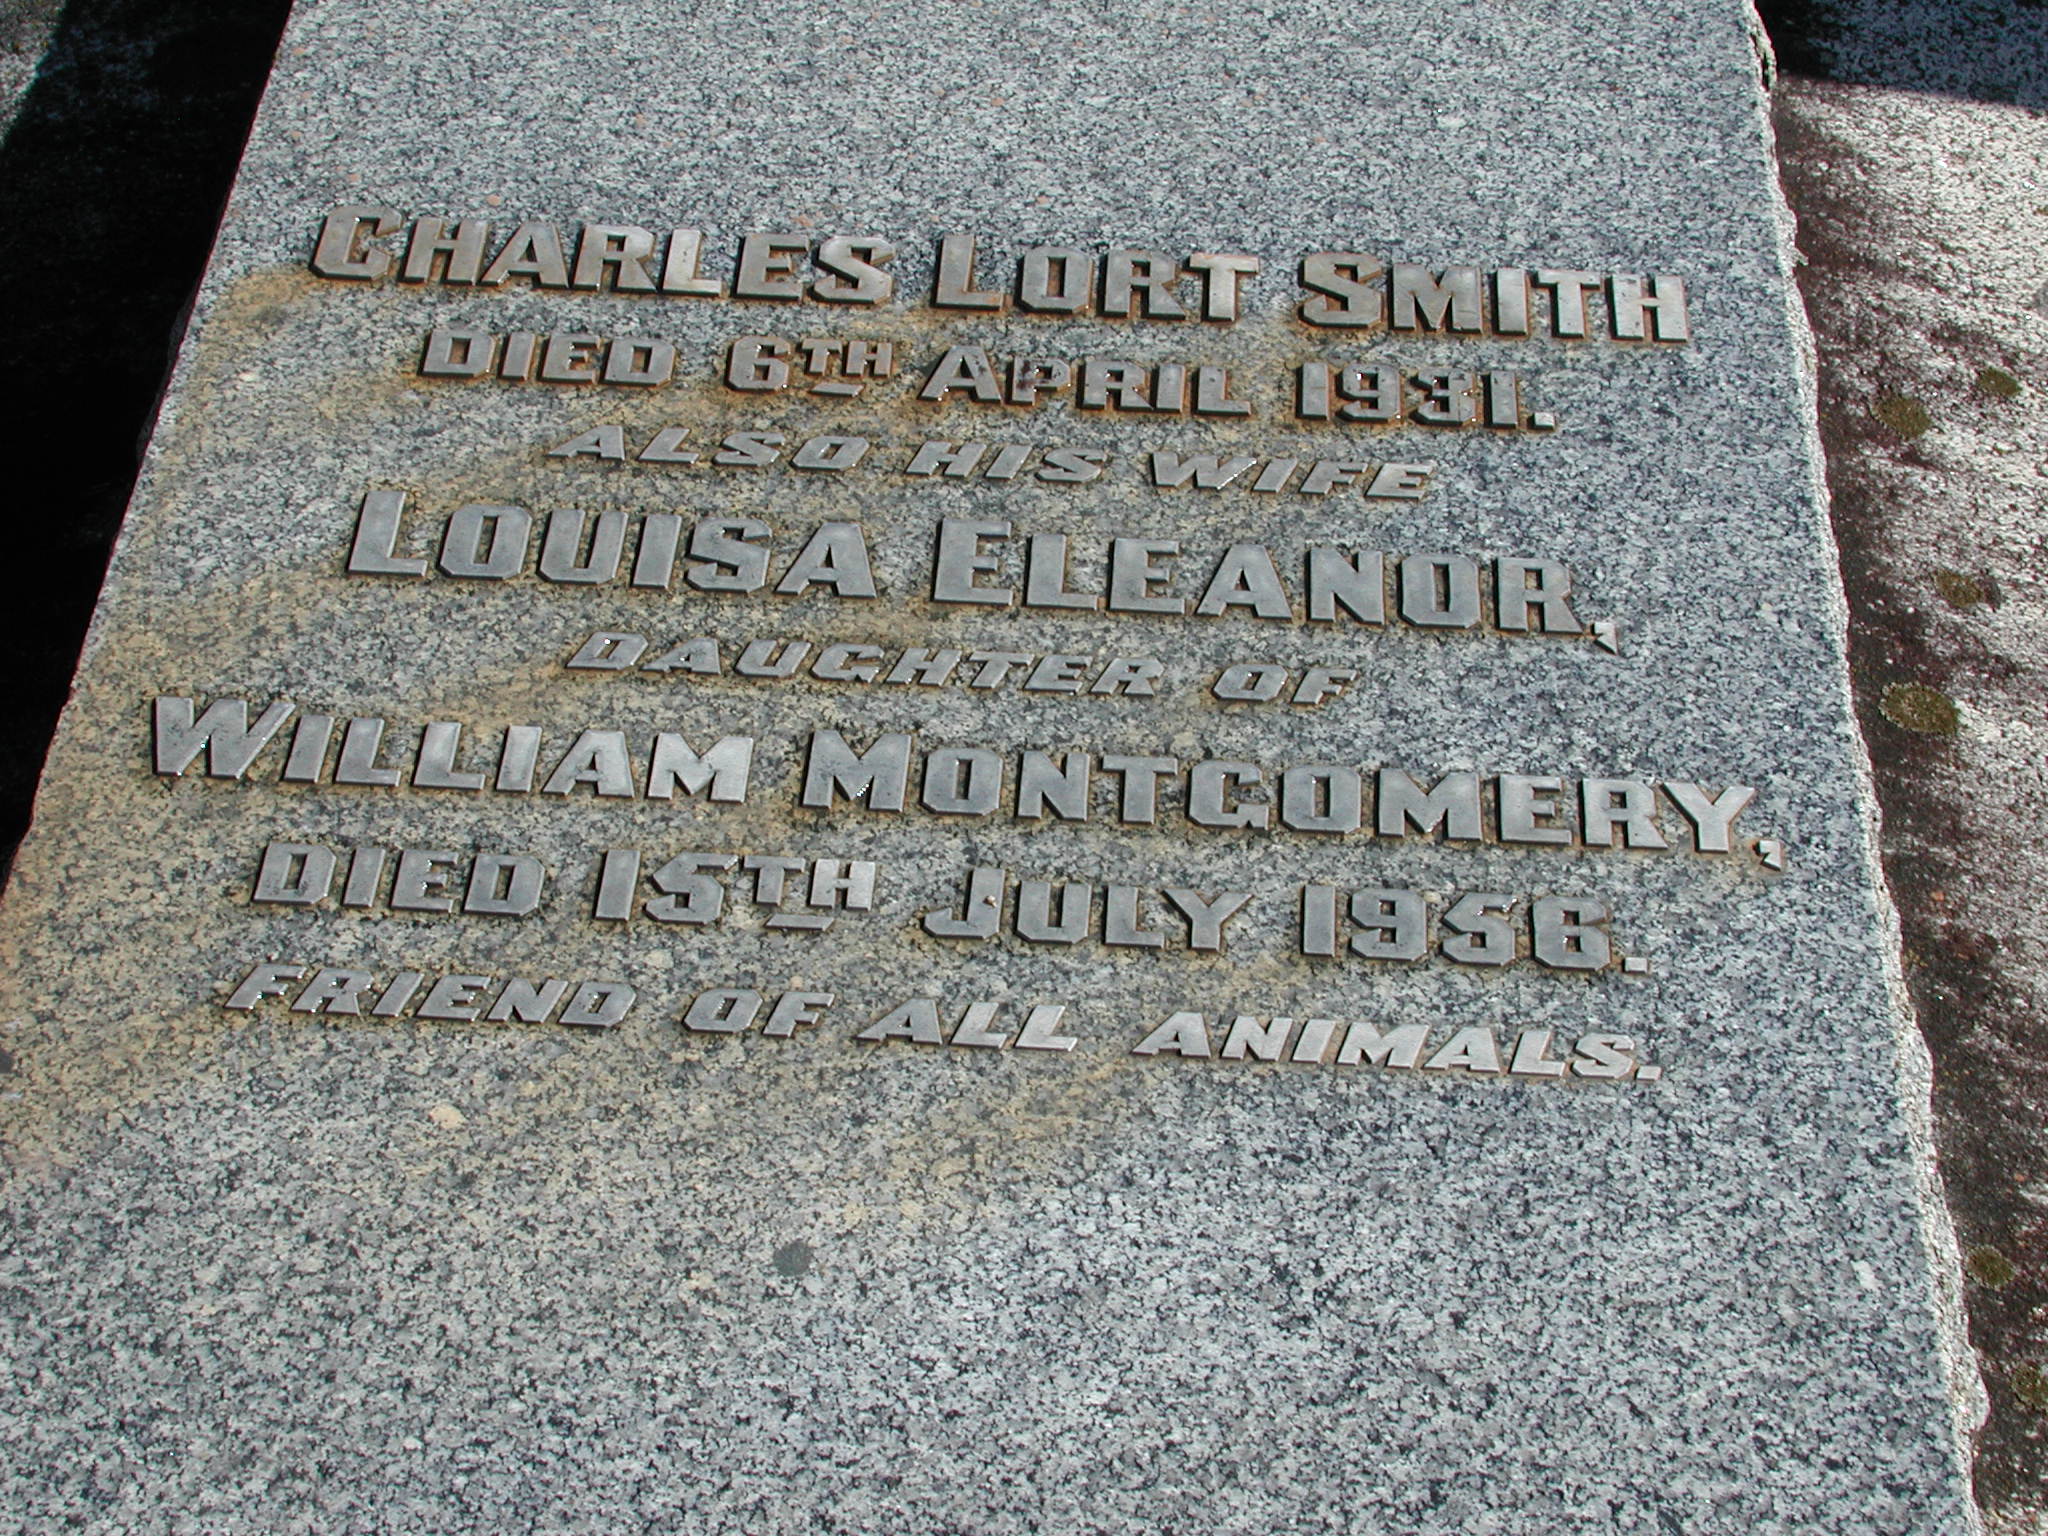 CHARLES LORT SMITH
DIED 6TH APRIL 1931.
ALSO HIS WIFE
LOUISA ELEANOR,
DAUGHTER OF
WILLIAM MONTGOMERY,
DIED 15TH JULY 1956.
FRIEND OF ALL ANIMALS.